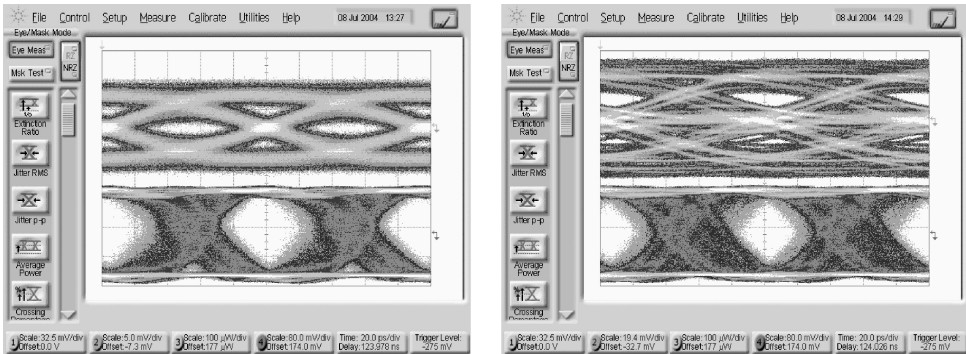 File Control Setup Measure Calibrate Utilities Help 08 Jul 2004 13:27
Eye/Mask Mode
Eye Meas
RZ
NRZ
Msk Test
Extinction
Ratio
Jitter RMS
Jitter p-p
Average
Power
Crossing
1 Scale:32.5 mV/div 2 Scale:5.0 mV/div 3 Scale:100 µW/div 4 Scale:80.0 mV/div Time: 20.0 ps/div Trigger Level:
Offset:0.0 V Offset:-7.3 mV Offset:177 µW Offset:174.0 mV Delay:123.978 ns -275 mV
File Control Setup Measure Calibrate Utilities Help 08 Jul 2004 14:29
Eye/Mask Mode
Eye Meas
RZ
NRZ
Msk Test
Extinction
Ratio
Jitter RMS
Jitter p-p
Average
Power
Crossing
1 Scale:32.5 mV/div 2 Scale:19.4 mV/div 3 Scale:100 µW/div 4 Scale:80.0 mV/div Time: 20.0 ps/div Trigger Level:
Offset:0.0 V Offset:-32.7 mV Offset:177 µW Offset:174.0 mV Delay:124.026 ns -275 mV